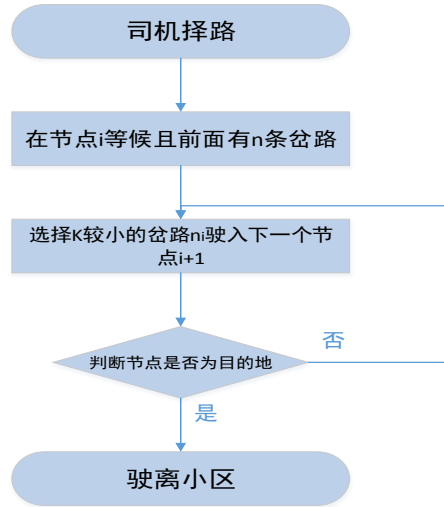 司机择路
在节点i等候且前面有n条岔路
选择K较小的岔路ni驶入下一个节
点i+1
判断节点是否为目的地
否
是
驶离小区